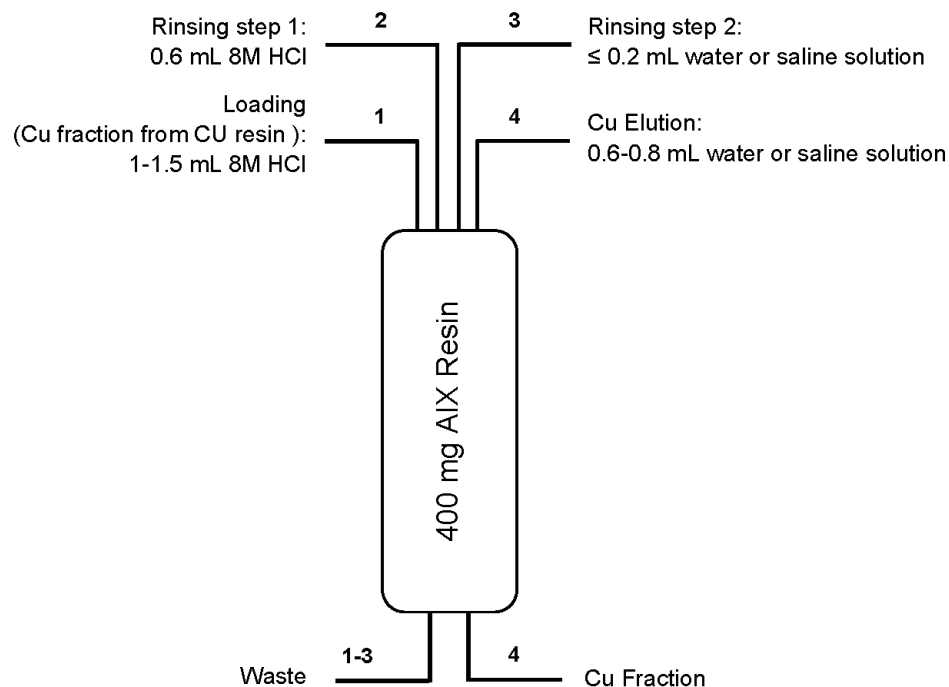 Rinsing step 1:
0.6 mL 8M HCl
2
3
Rinsing step 2:
≤ 0.2 mL water or saline solution
Loading
(Cu fraction from CU resin ):
1-1.5 mL 8M HCl
1
4
Cu Elution:
0.6-0.8 mL water or saline solution
400 mg AIX Resin
Waste
1-3
4
Cu Fraction